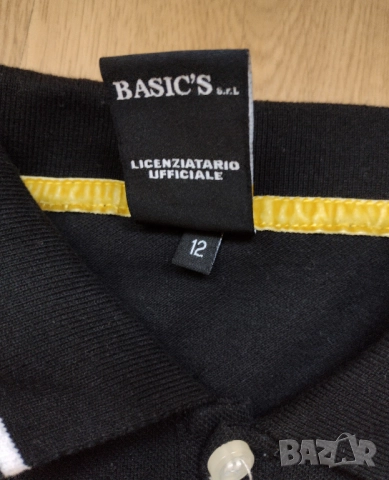 BASIC'S s.r.l.
LICENZIATARIO
UFFICIALE
12
BAZAR